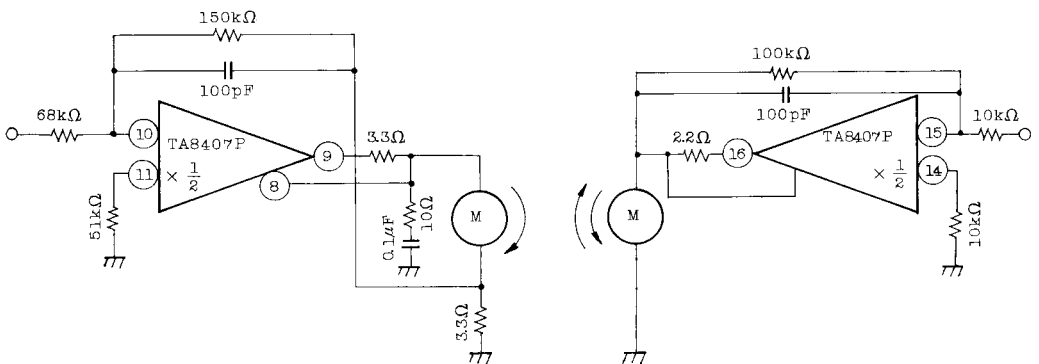 150kΩ
100pF
68kΩ
10
TA8407P
11
× 1/2
9
8
3.3Ω
51kΩ
0.1μF
10Ω
M
3.3Ω
100kΩ
100pF
2.2Ω
16
TA8407P
15
10kΩ
× 1/2
14
M
10kΩ